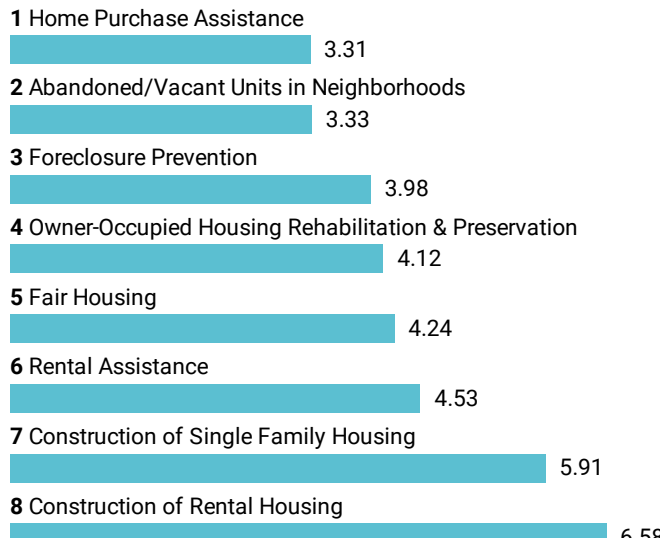 1 Home Purchase Assistance
3.31
2 Abandoned/Vacant Units in Neighborhoods
3.33
3 Foreclosure Prevention
3.98
4 Owner-Occupied Housing Rehabilitation & Preservation
4.12
5 Fair Housing
4.24
6 Rental Assistance
4.53
7 Construction of Single Family Housing
5.91
8 Construction of Rental Housing